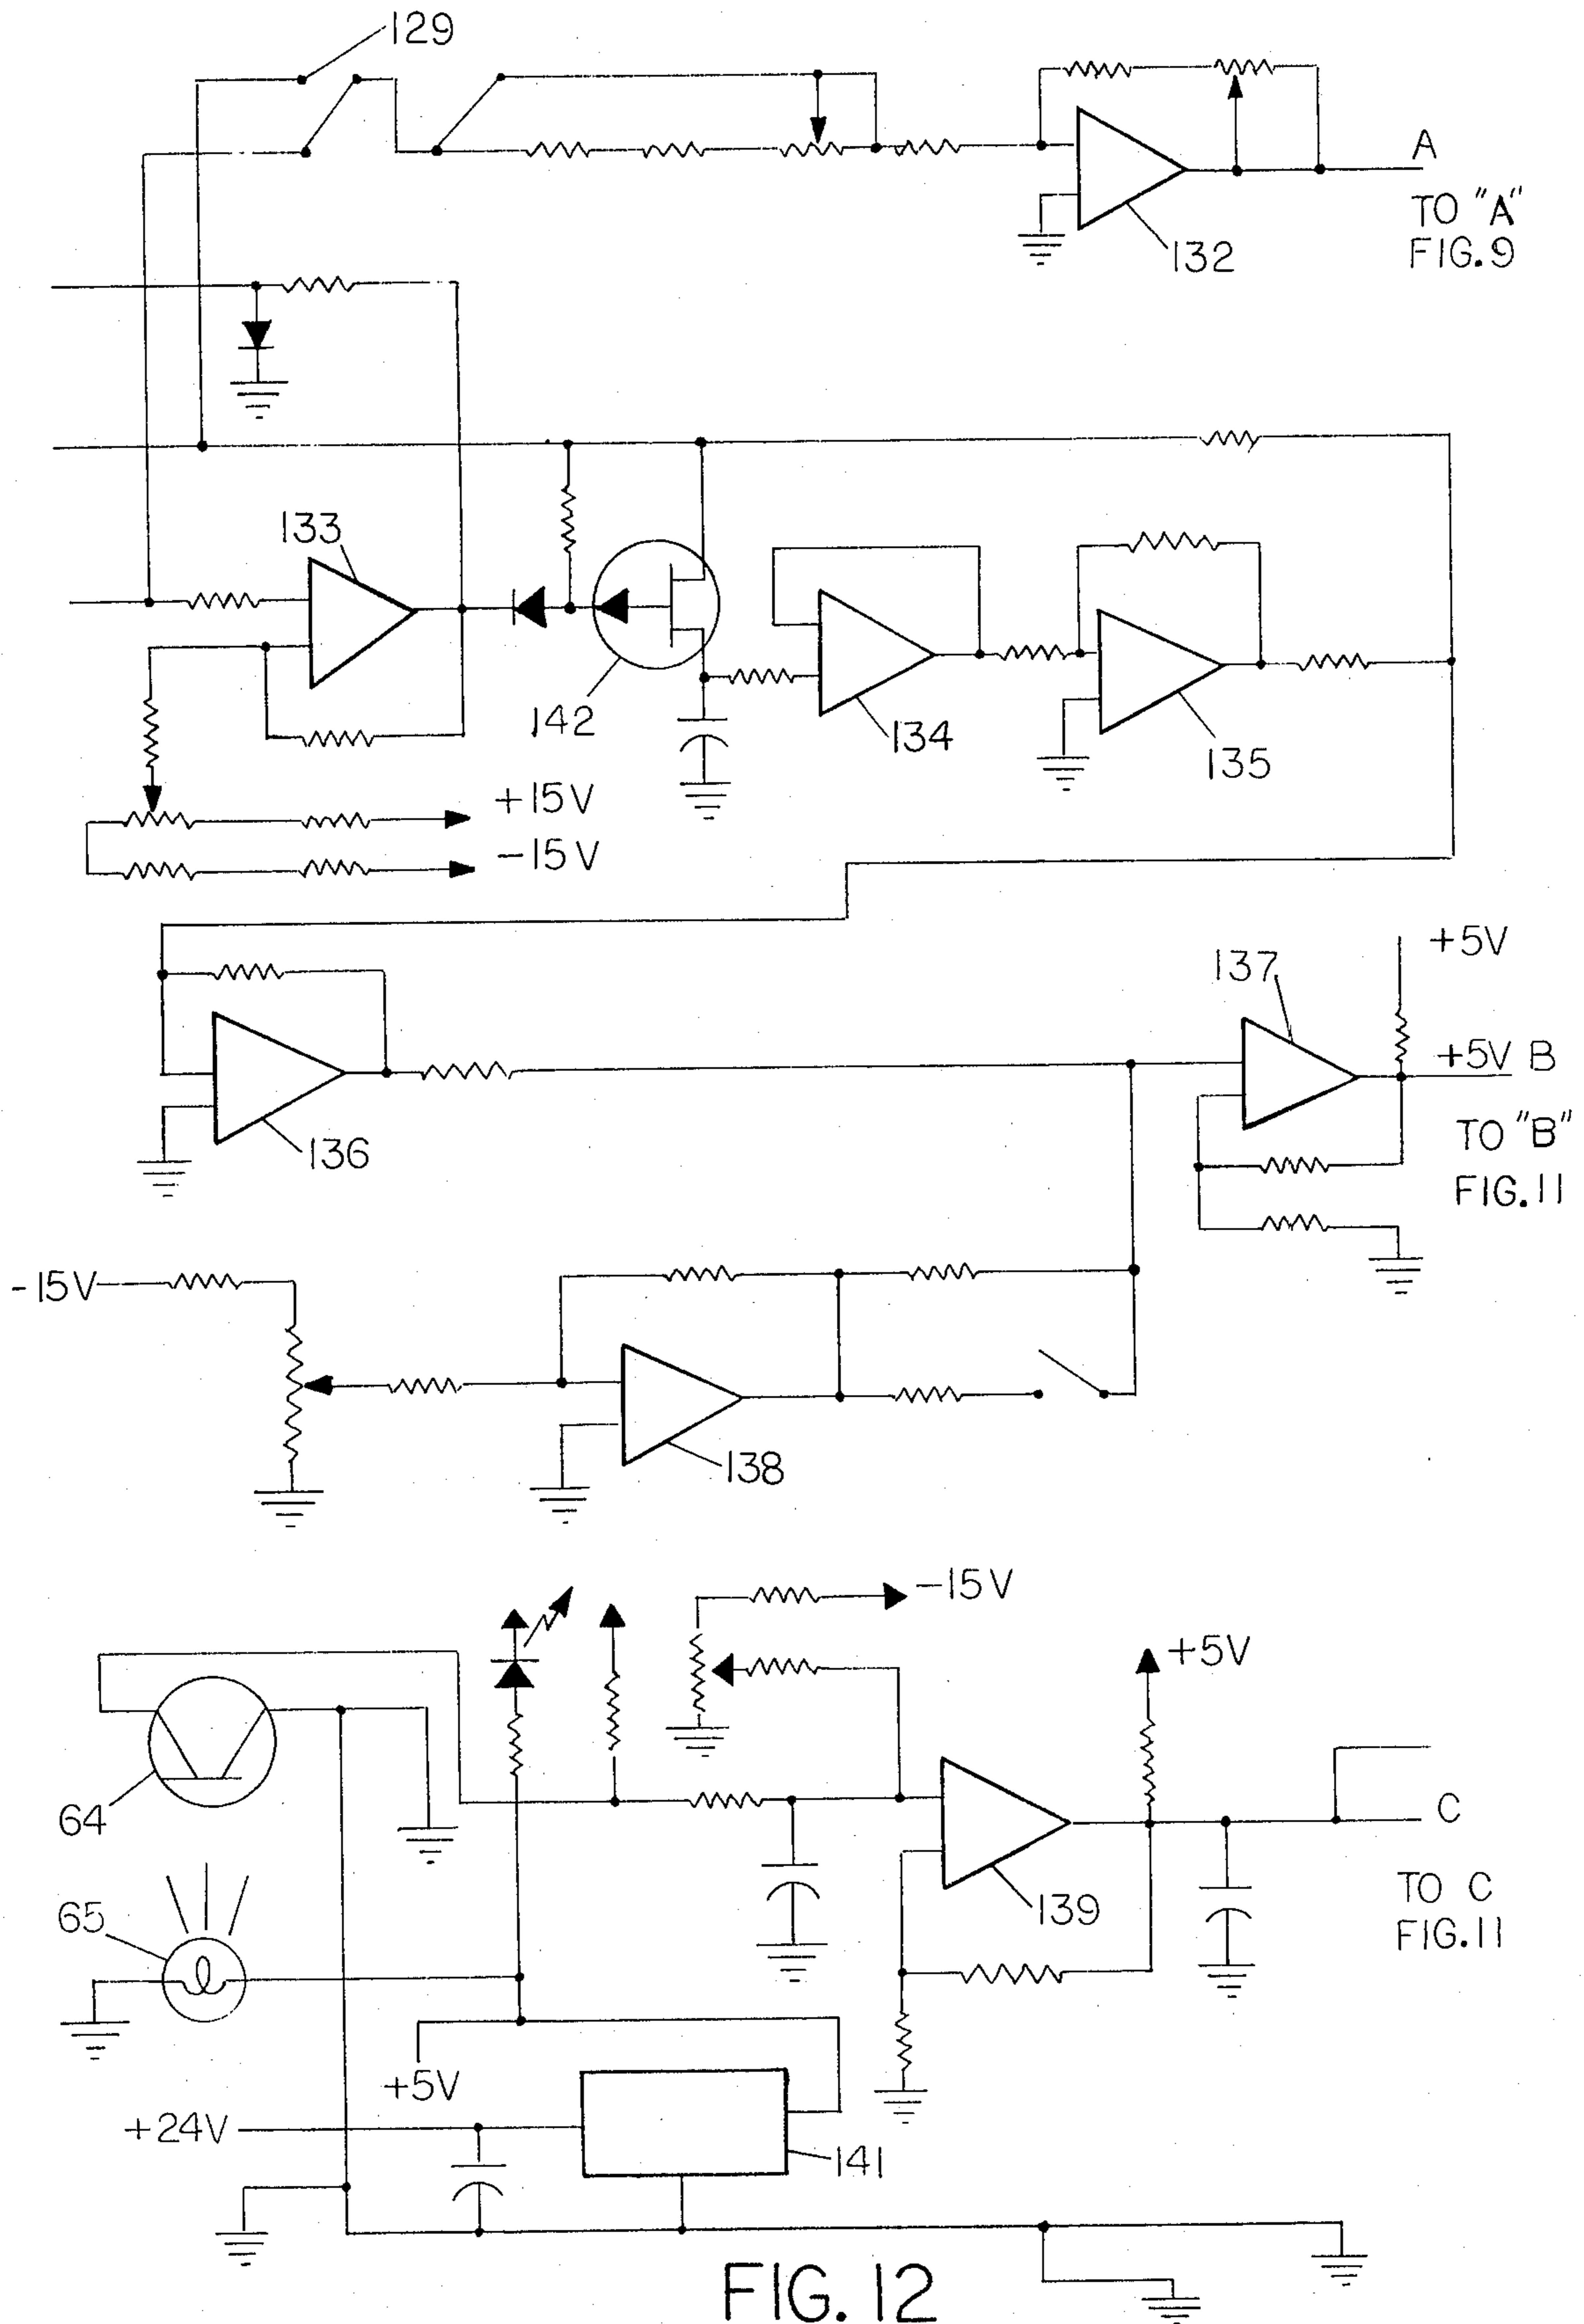 129
A
TO "A"
FIG.9
132
133
142
134
135
+15V
-15V
137
+5V
+5V B
TO "B"
FIG.11
136
-15V
138
-15V
+5V
64
C
TO C
FIG.11
139
65
+5V
+24V
141
FIG. 12